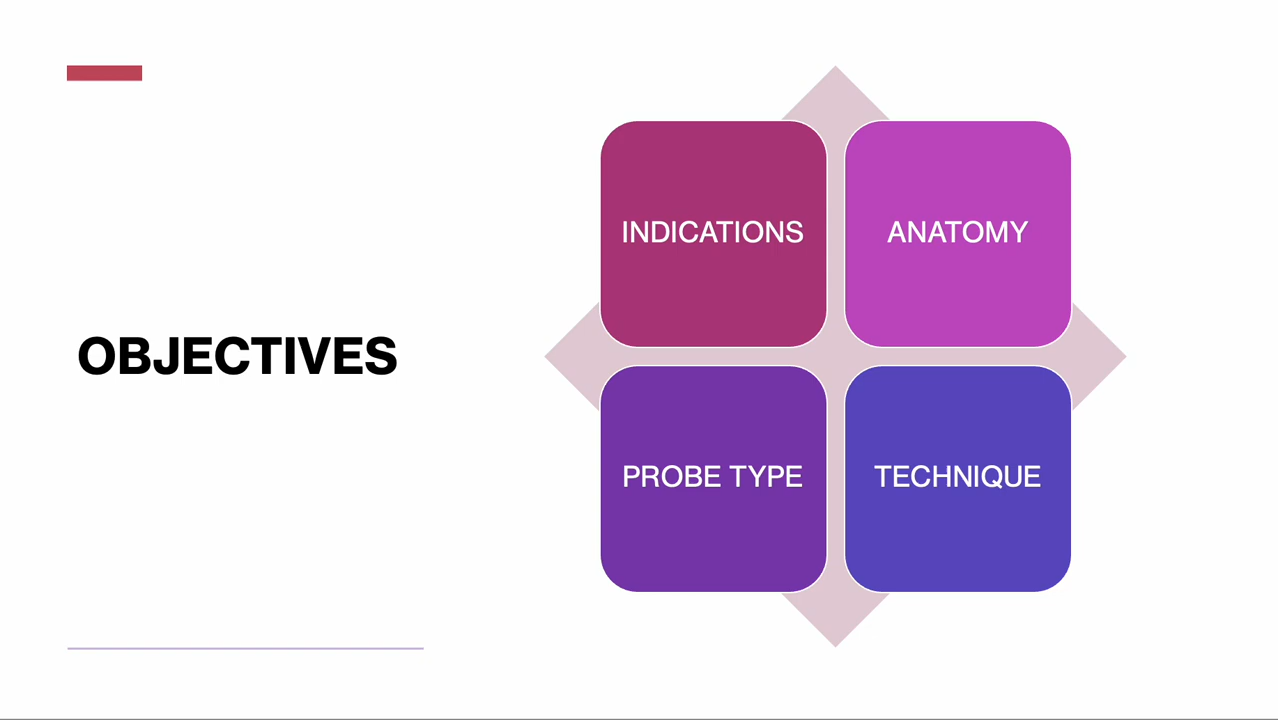 OBJECTIVES
INDICATIONS
ANATOMY
PROBE TYPE
TECHNIQUE